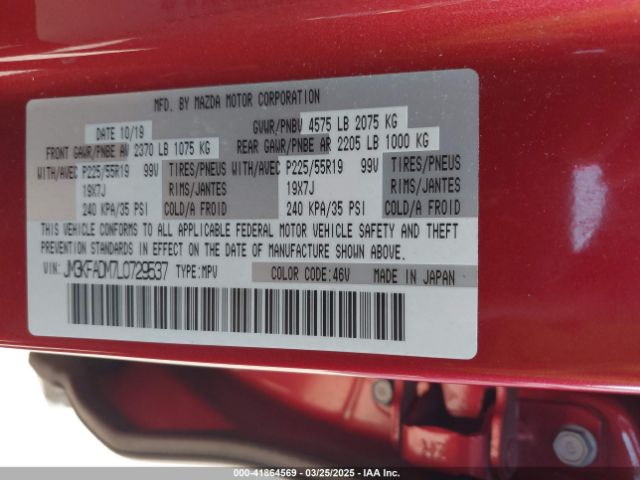 MFD. BY MAZDA MOTOR CORPORATION
DATE 10/19 GVWR/PNBV 4575 LB 2075 KG
FRONT GAWR/PNBE AV 2370 LB 1075 KG REAR GAWR/PNBE AR 2205 LB 1000 KG
WITH/AVEC P225/55R19 99V TIRES/PNEUS WITH/AVEC P225/55R19 99V TIRES/PNEUS
19X7J RIMS/JANTES 19X7J RIMS/JANTES
240 KPA/35 PSI COLD/A FROID 240 KPA/35 PSI COLD/A FROID
THIS VEHICLE CONFORMS TO ALL APPLICABLE FEDERAL MOTOR VEHICLE SAFETY AND THEFT
PREVENTION STANDARDS IN EFFECT ON THE DATE OF MANUFACTURE SHOWN ABOVE.
VIN: JM3KFADM7L0729537 TYPE: MPV COLOR CODE: 46V MADE IN JAPAN
000-41864569 — 03/25/2025 — IAA Inc.